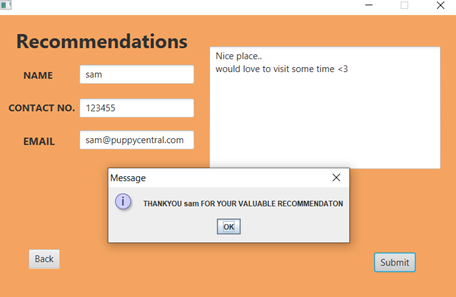 Recommendations
NAME
sam
CONTACT NO.
123455
EMAIL
sam@puppycentral.com
Nice place..
would love to visit some time <3
Message
THANKYOU sam FOR YOUR VALUABLE RECOMMENDATON
OK
Back
Submit